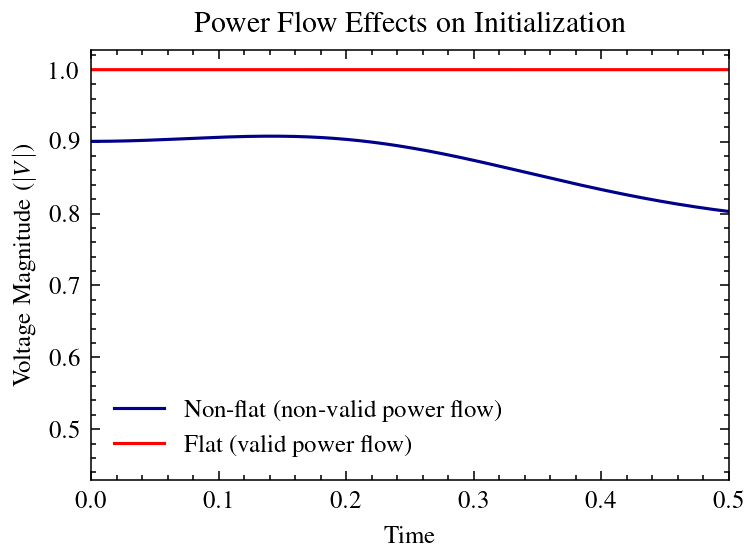 Power Flow Effects on Initialization
Voltage Magnitude (|V|)
1.0
0.9
0.8
0.7
0.6
0.5
Non-flat (non-valid power flow)
Flat (valid power flow)
0.0 0.1 0.2 0.3 0.4 0.5
Time